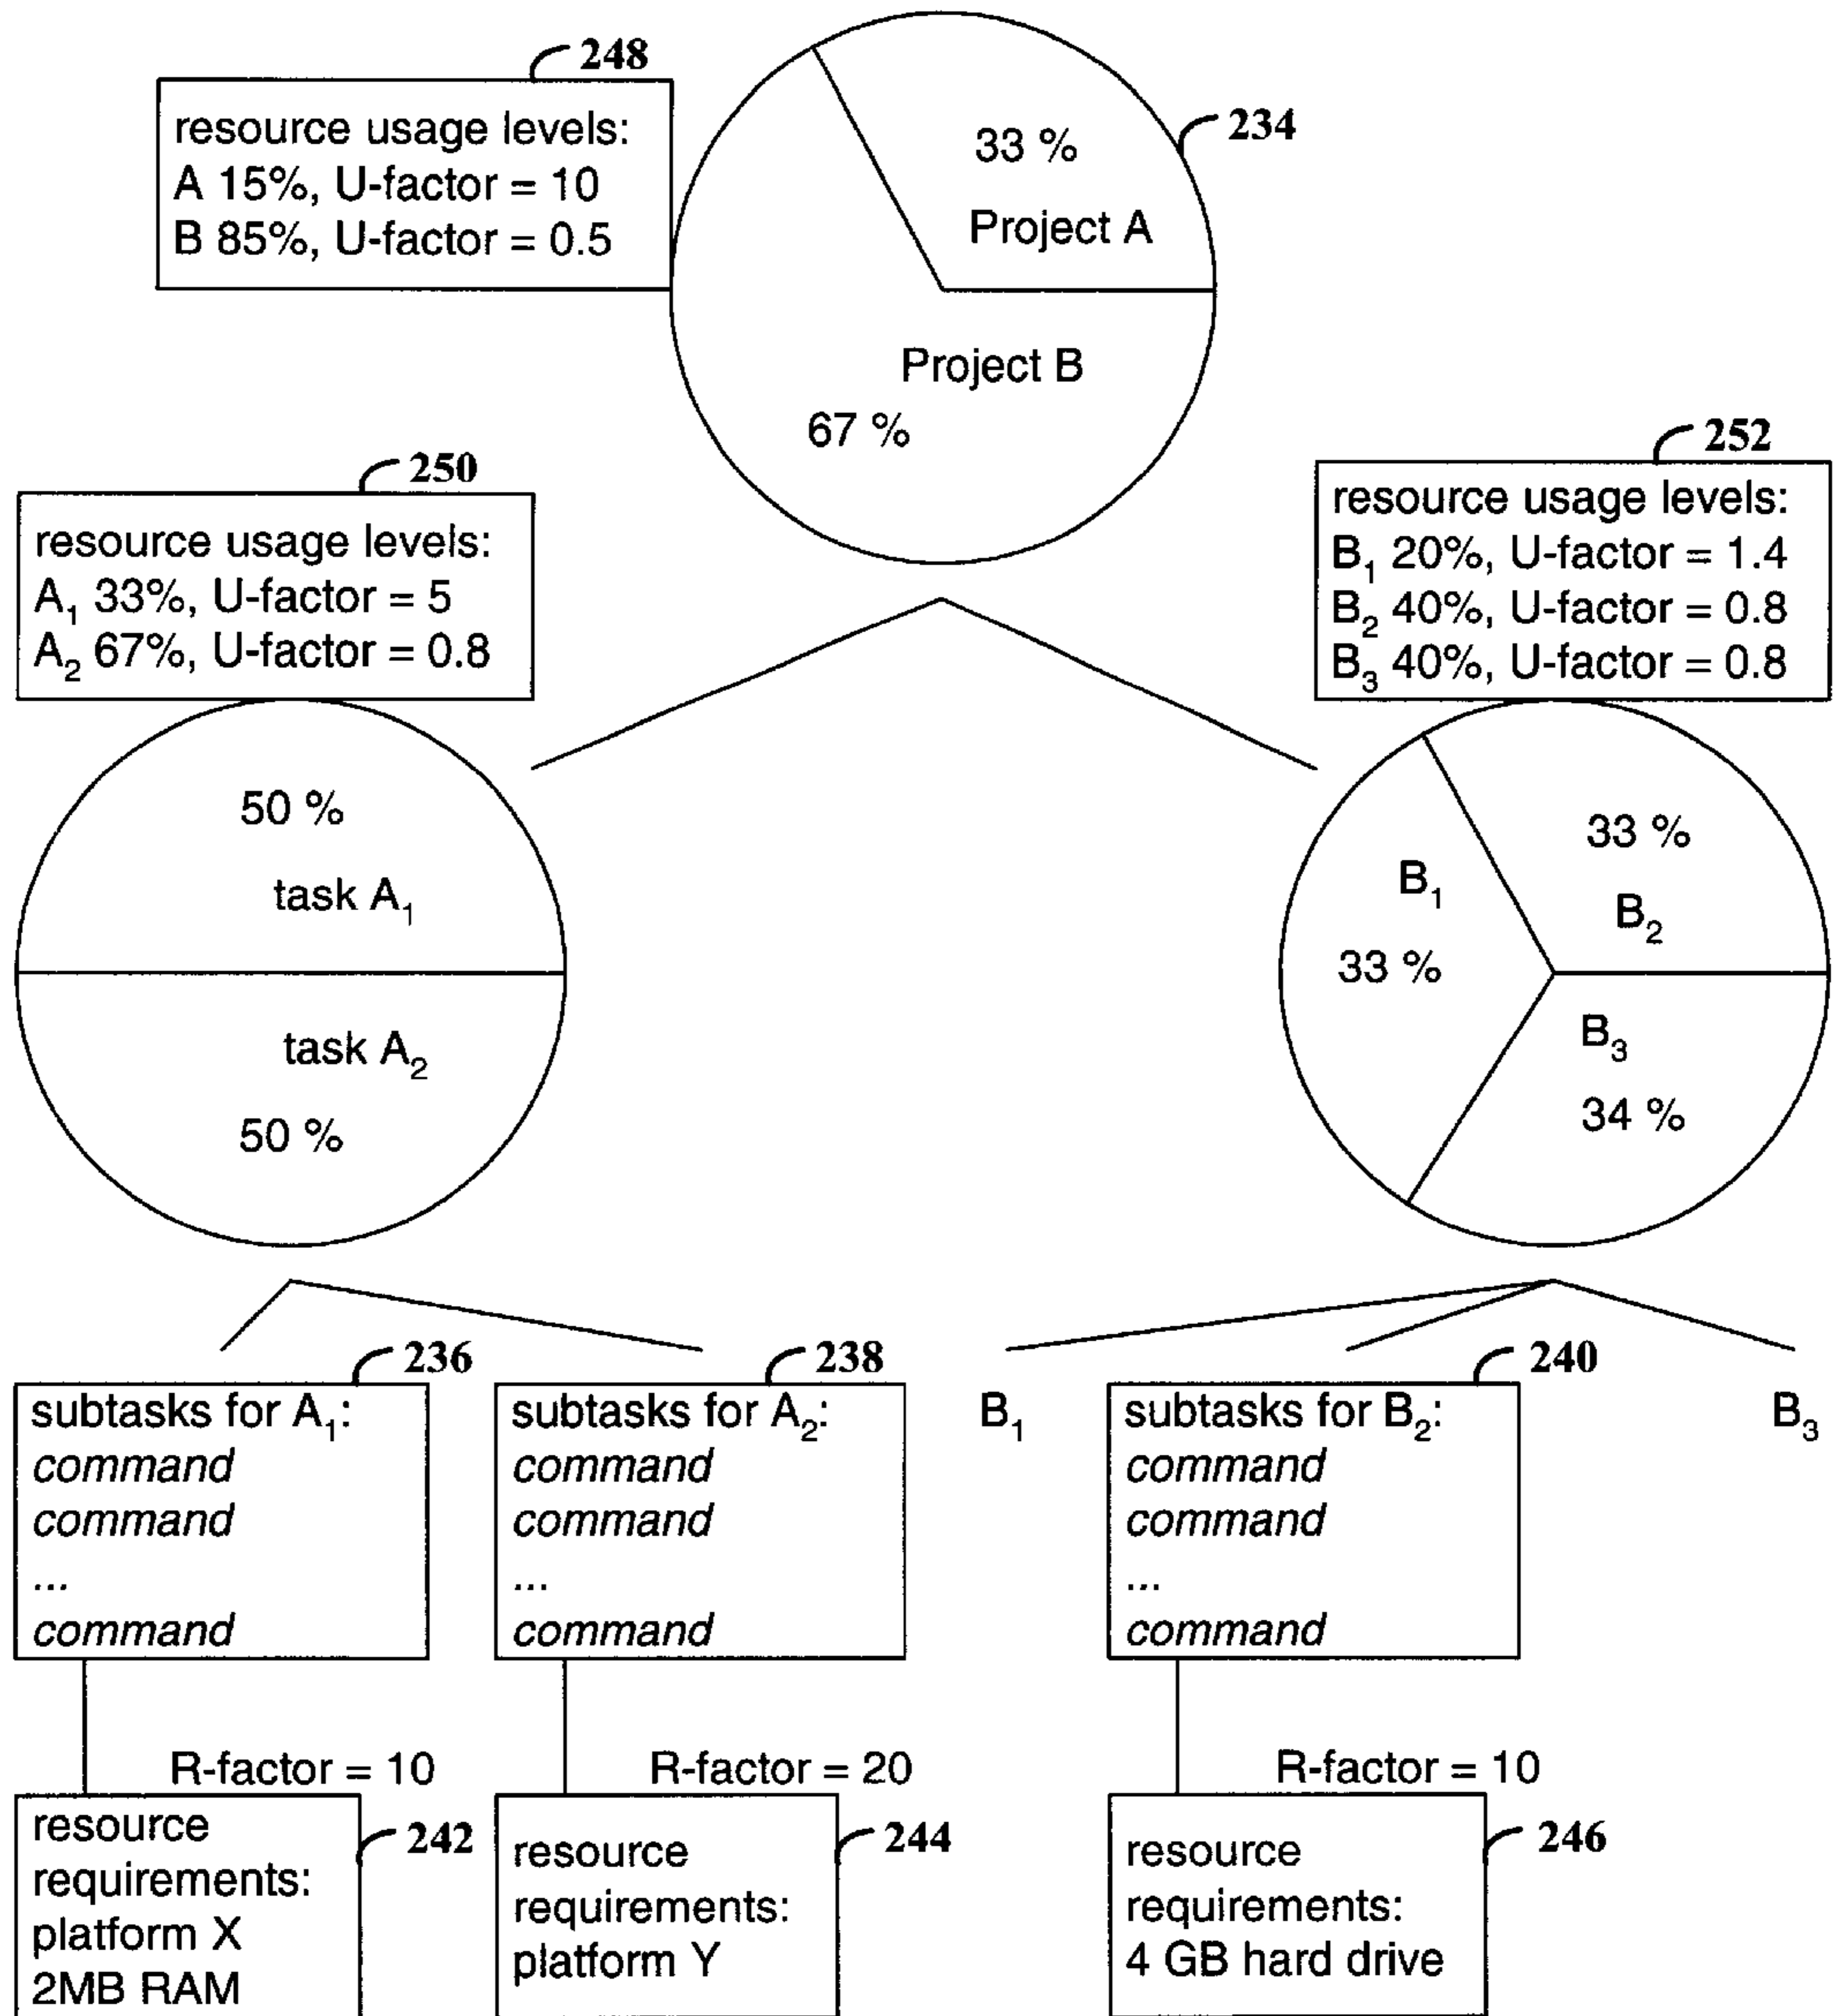 248
resource usage levels:
A 15%, U-factor = 10
B 85%, U-factor = 0.5
234
33 %
Project A
Project B
67 %
250
resource usage levels:
A₁ 33%, U-factor = 5
A₂ 67%, U-factor = 0.8
252
resource usage levels:
B₁ 20%, U-factor = 1.4
B₂ 40%, U-factor = 0.8
B₃ 40%, U-factor = 0.8
50 %
task A₁
task A₂
50 %
33 %
B₂
B₁
33 %
B₃
34 %
236
subtasks for A₁:
command
command
...
command
238
subtasks for A₂:
command
command
...
command
B₁
240
subtasks for B₂:
command
command
...
command
B₃
R-factor = 10
242
resource
requirements:
platform X
2MB RAM
R-factor = 20
244
resource
requirements:
platform Y
R-factor = 10
246
resource
requirements:
4 GB hard drive